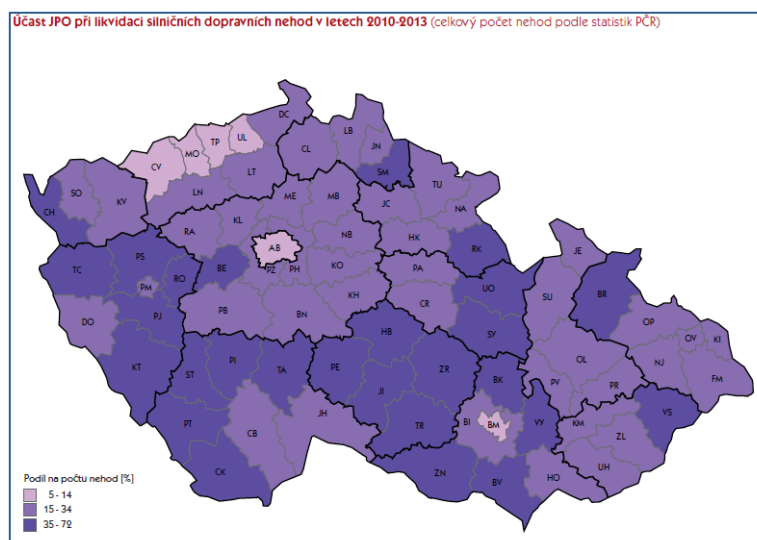 Účast JPO při likvidaci silničních dopravních nehod v letech 2010-2013 (celkový počet nehod podle statistik PČR)
DC
LB
UL
TP
MO
CL
JN
CV
LT
SM
TU
SO
LN
ME
MB
JC
NA
CH
KV
KL
RA
NB
HK
RK
AB
JE
TC
PS
BE
PZ
PH
KO
PA
RO
BR
PM
UO
SU
OP
PB
KH
CR
DO
PJ
BN
HB
SY
OV
KI
KT
ST
PI
TA
PE
ZR
OL
NJ
BK
PV
PR
FM
JI
PT
CB
JH
TR
BI
BM
VY
KM
VS
ZL
CK
ZN
BV
HO
UH
Podíl na počtu nehod [%]
5 - 14
15 - 34
35 - 72